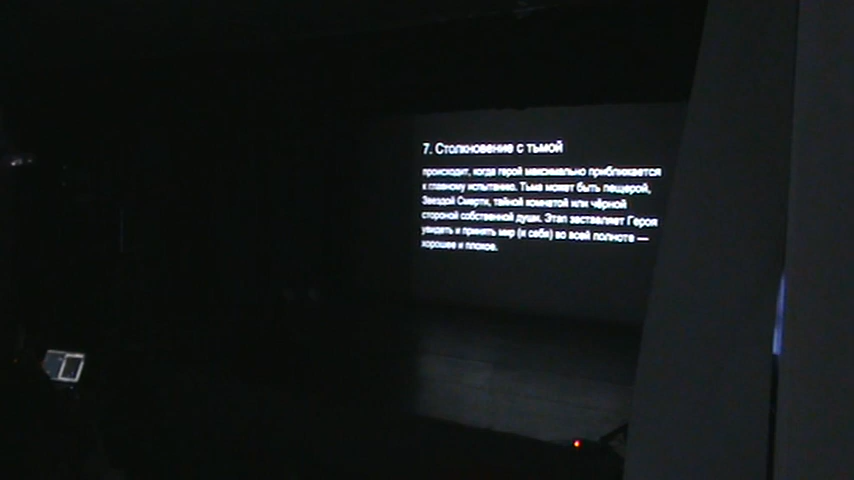 7. Столкновение с тьмой
происходит, когда герой максимально приближается
к главному испытанию. Тьма может быть пещерой,
Звездой Смерти, тайной комнатой или чёрной
стороной собственной души. Этап заставляет Героя
увидеть и принять мир (и себя) во всей полноте —
хорошее и плохое.